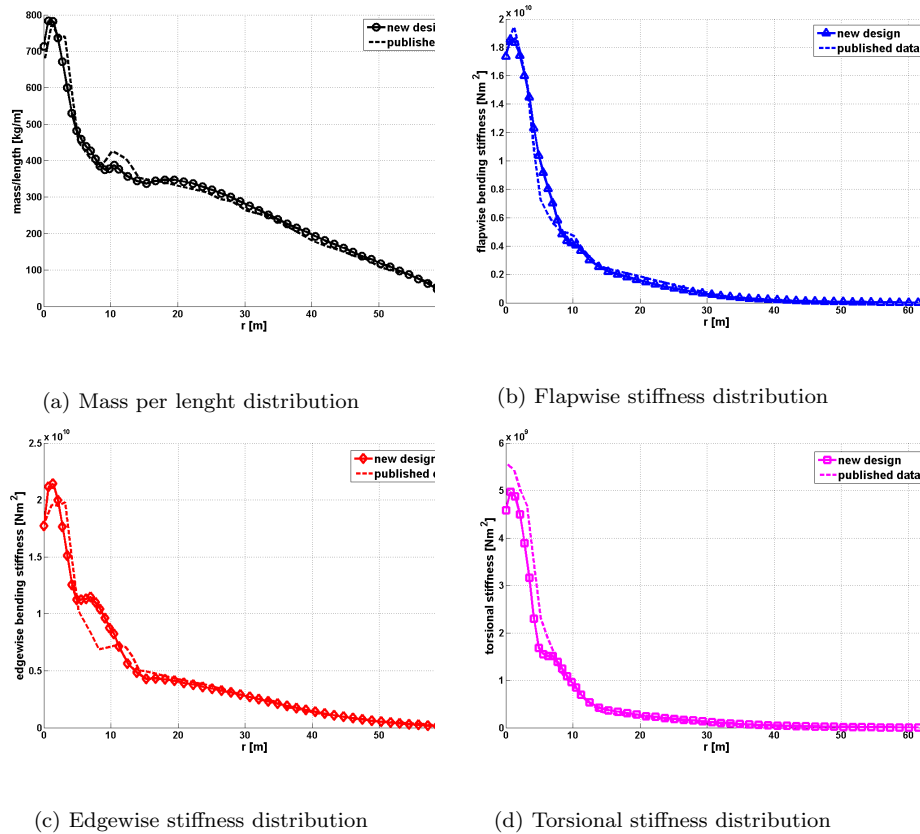 800
700
600
500
400
300
200
100
0
0 10 20 30 40 50
mass/length [kg/m]
r [m]
new desi
published
(a) Mass per lenght distribution
x 10^10
2
1.8
1.6
1.4
1.2
1
0.8
0.6
0.4
0.2
0
0 10 20 30 40 50 60
flapwise bending stiffness [Nm^2]
r [m]
new design
published data
(b) Flapwise stiffness distribution
x 10^10
2.5
2
1.5
1
0.5
0
0 10 20 30 40 50
edgewise bending stiffness [Nm^2]
r [m]
new design
published d
(c) Edgewise stiffness distribution
x 10^9
6
5
4
3
2
1
0
0 10 20 30 40 50 60
torsional stiffness [Nm^2]
r [m]
new design
published data
(d) Torsional stiffness distribution